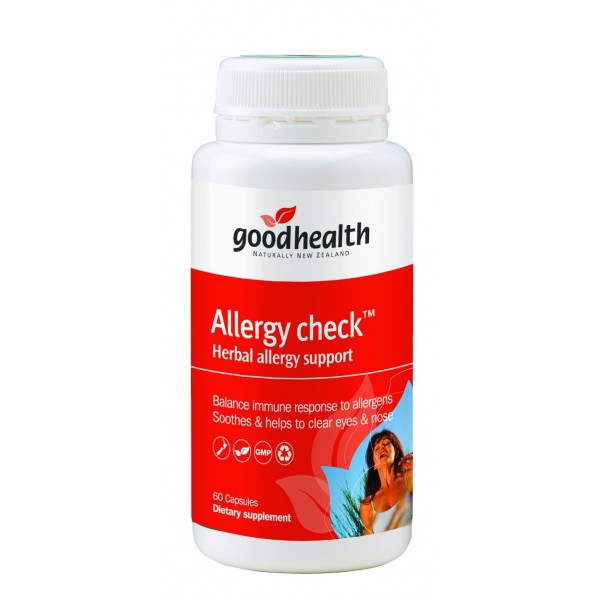 goodhealth
NATURALLY NEW ZEALAND
Allergy check™
Herbal allergy support
Balance immune response to allergens
Soothes & helps to clear eyes & nose
GMP
60 Capsules
Dietary supplement